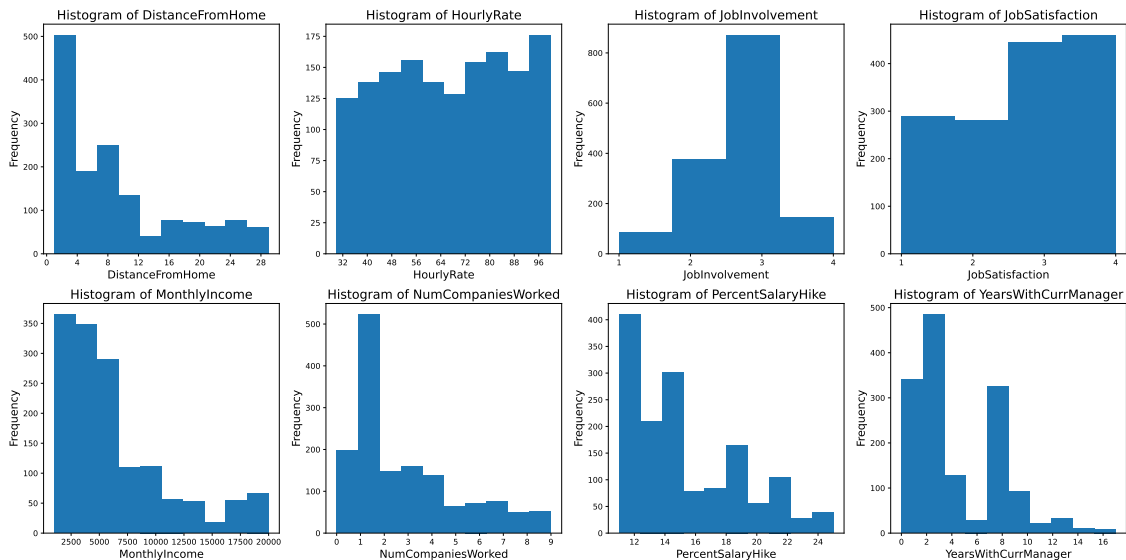 Histogram of DistanceFromHome
Frequency
0
100
200
300
400
500
0 4 8 12 16 20 24 28
DistanceFromHome
Histogram of HourlyRate
Frequency
0
25
50
75
100
125
150
175
32 40 48 56 64 72 80 88 96
HourlyRate
Histogram of JobInvolvement
Frequency
0
200
400
600
800
1 2 3 4
JobInvolvement
Histogram of JobSatisfaction
Frequency
0
100
200
300
400
1 2 3 4
JobSatisfaction
Histogram of MonthlyIncome
Frequency
0
50
100
150
200
250
300
350
2500 5000 7500 10000 12500 15000 17500 20000
MonthlyIncome
Histogram of NumCompaniesWorked
Frequency
0
100
200
300
400
500
0 1 2 3 4 5 6 7 8 9
NumCompaniesWorked
Histogram of PercentSalaryHike
Frequency
0
50
100
150
200
250
300
350
400
12 14 16 18 20 22 24
PercentSalaryHike
Histogram of YearsWithCurrManager
Frequency
0
100
200
300
400
500
0 2 4 6 8 10 12 14 16
YearsWithCurrManager